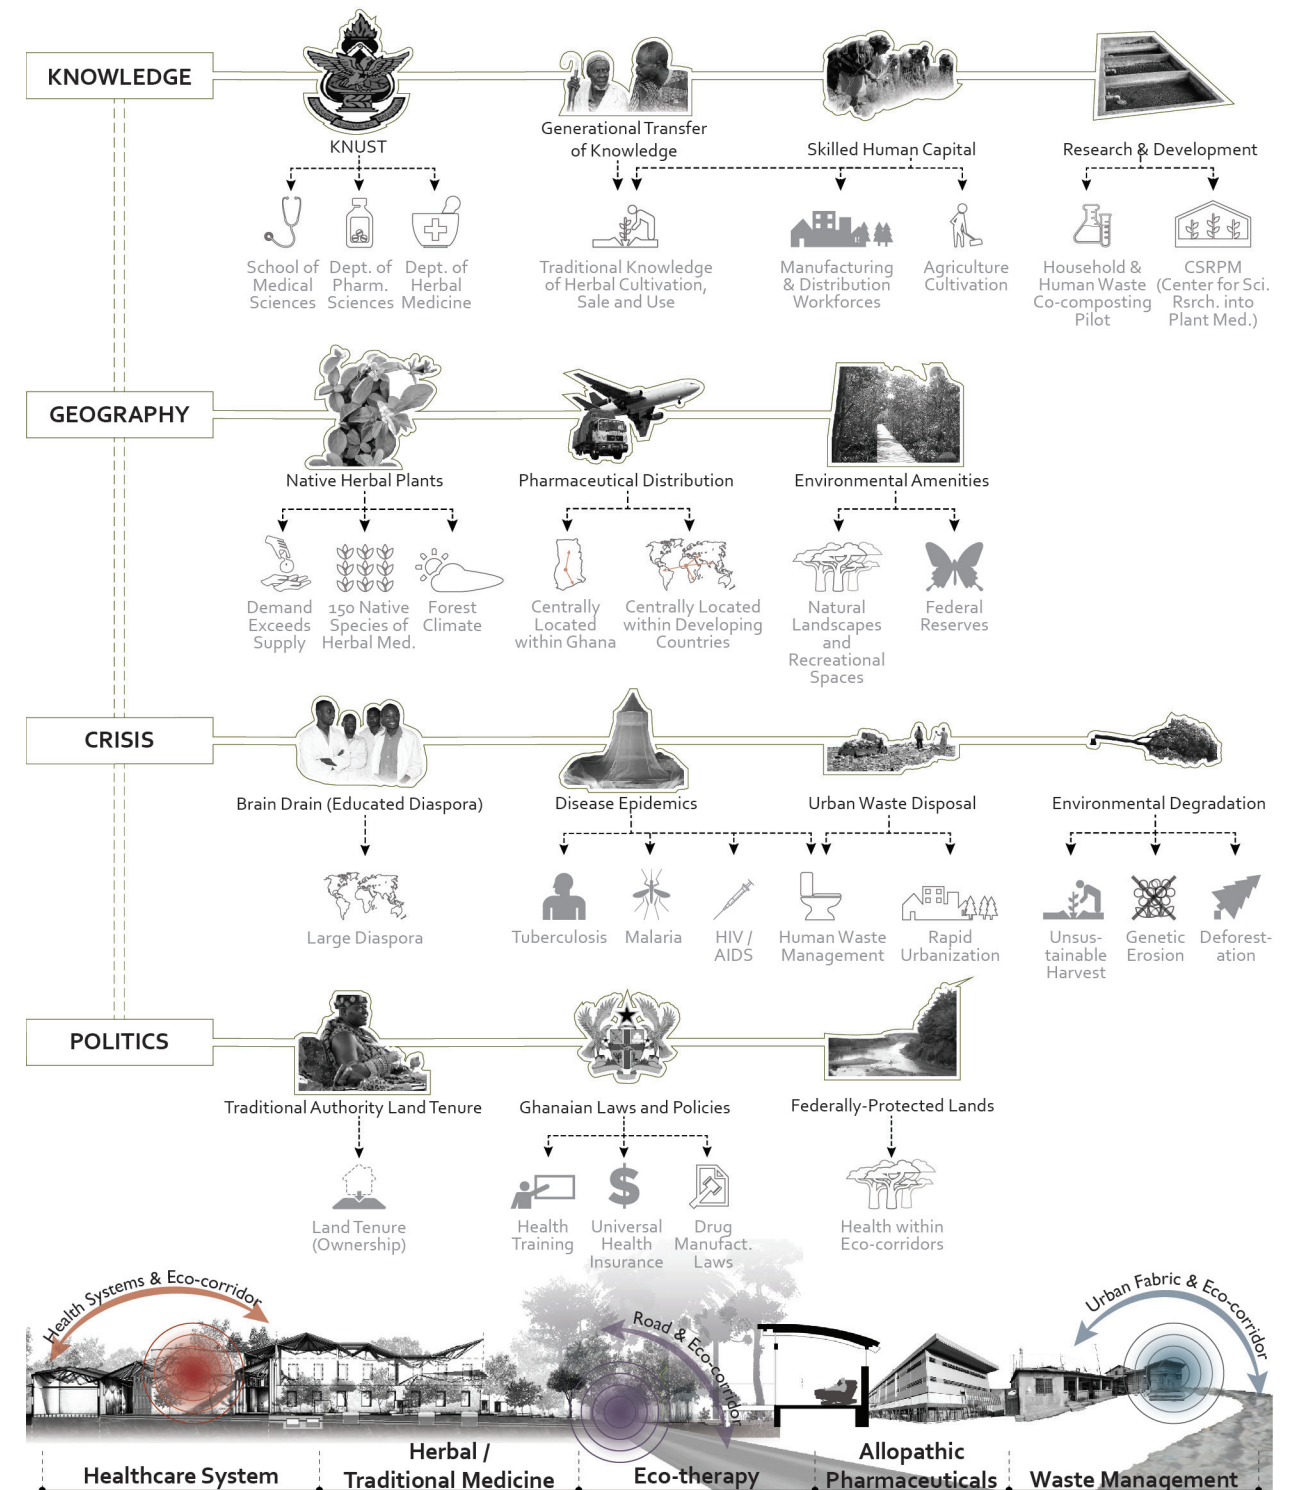 KNOWLEDGE
KNUST
Generational Transfer
of Knowledge
Skilled Human Capital
Research & Development
School of
Medical
Sciences
Dept. of
Pharm.
Sciences
Dept. of
Herbal
Medicine
Traditional Knowledge
of Herbal Cultivation,
Sale and Use
Manufacturing
& Distribution
Workforces
Agriculture
Cultivation
Household &
Human Waste
Co-composting
Pilot
CSRPM
(Center for Sci.
Rsrch. into
Plant Med.)
GEOGRAPHY
Native Herbal Plants
Pharmaceutical Distribution
Environmental Amenities
Demand
Exceeds
Supply
150 Native
Species of
Herbal Med.
Forest
Climate
Centrally
Located
within Ghana
Centrally Located
within Developing
Countries
Natural
Landscapes
and
Recreational
Spaces
Federal
Reserves
CRISIS
Brain Drain (Educated Diaspora)
Disease Epidemics
Urban Waste Disposal
Environmental Degradation
Large Diaspora
Tuberculosis
Malaria
HIV /
AIDS
Human Waste
Management
Rapid
Urbanization
Unsus-
tainable
Harvest
Genetic
Erosion
Deforest-
ation
POLITICS
Traditional Authority Land Tenure
Ghanaian Laws and Policies
Federally-Protected Lands
Land Tenure
(Ownership)
Health
Training
Universal
Health
Insurance
Drug
Manufact.
Laws
Health within
Eco-corridors
Health Systems & Eco-corridor
Road & Eco-corridor
Urban Fabric & Eco-corridor
Healthcare System
Herbal /
Traditional Medicine
Eco-therapy
Allopathic
Pharmaceuticals
Waste Management